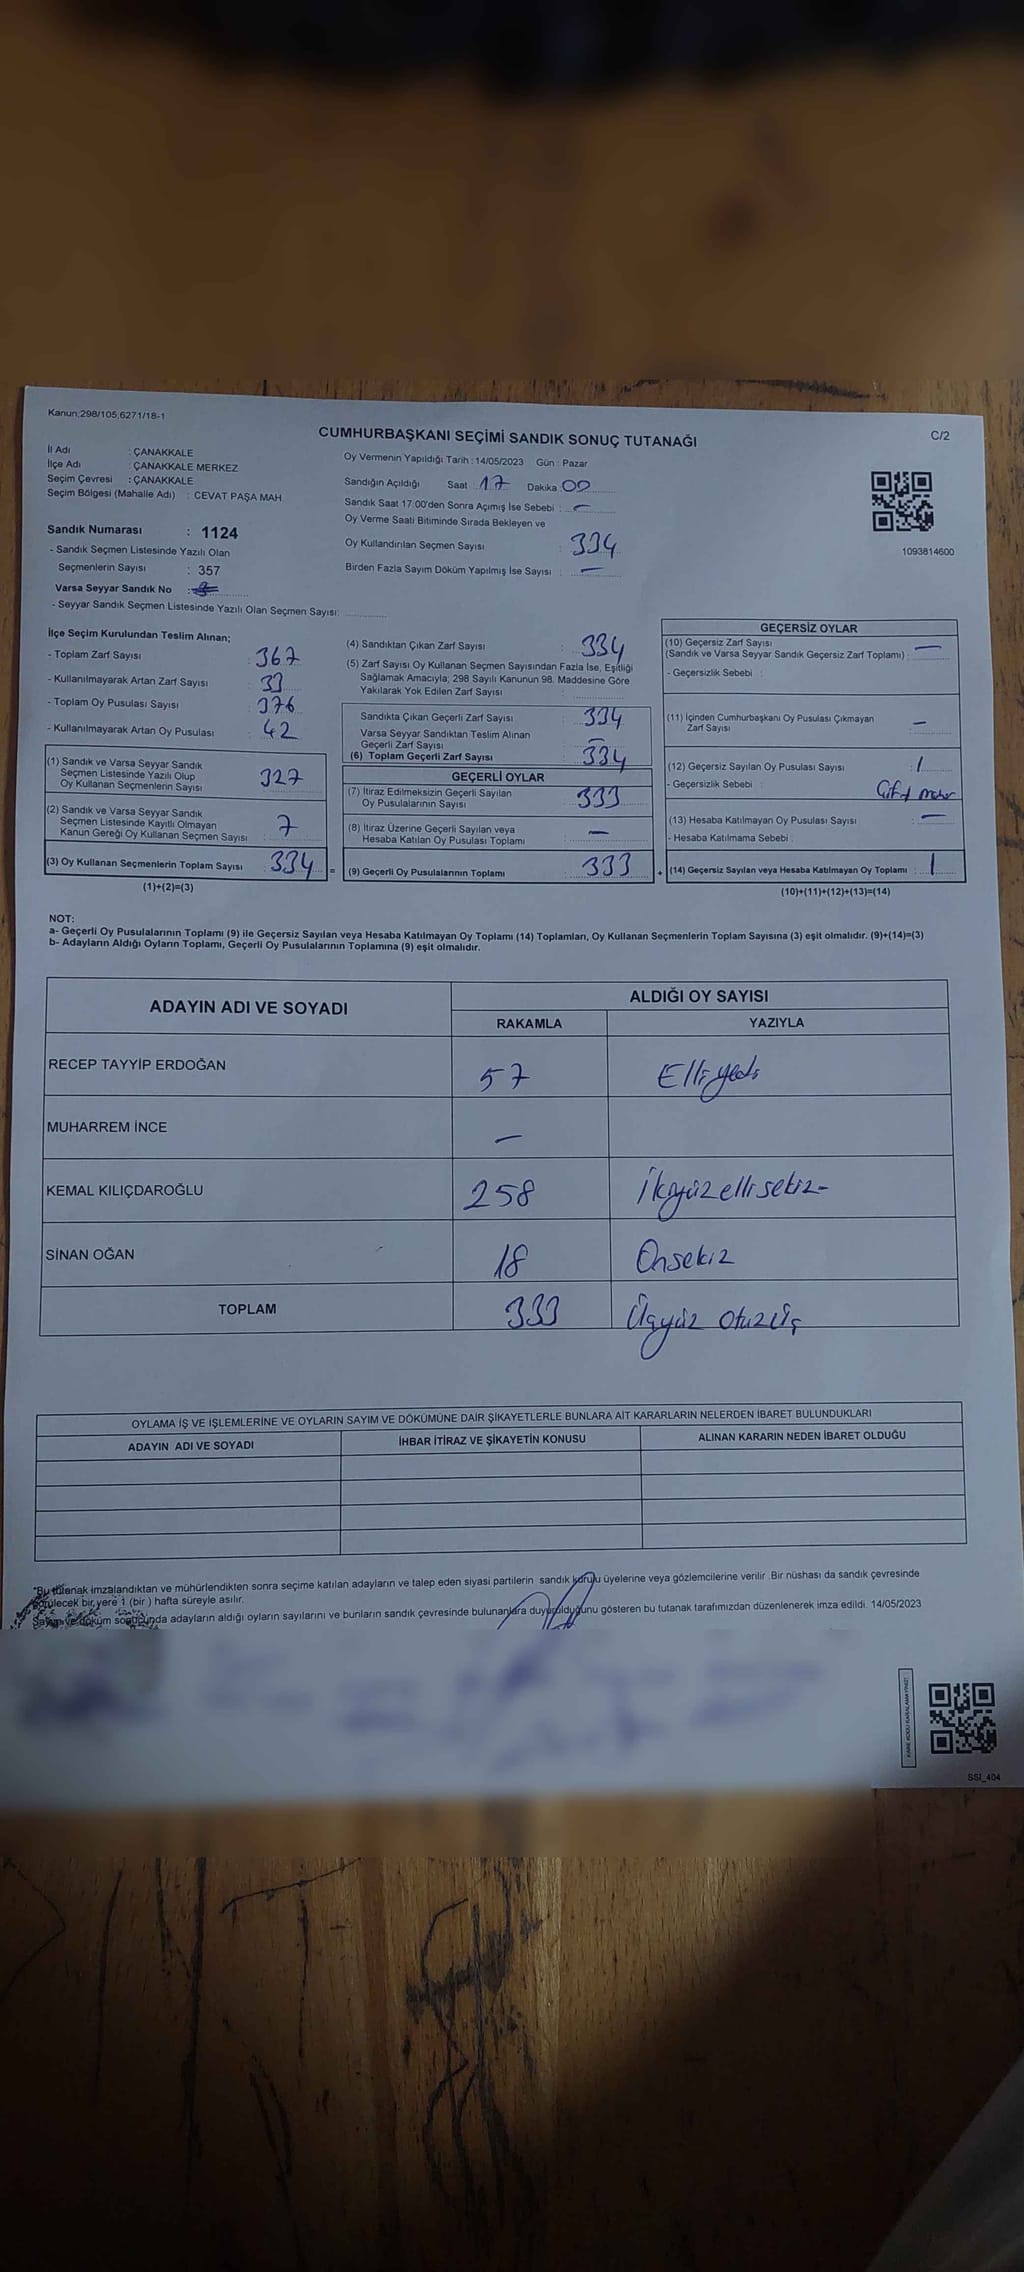 Kanun;298/105,6271/18-1
C/2
CUMHURBAŞKANI SEÇİMİ SANDIK SONUÇ TUTANAĞI
İl Adı : ÇANAKKALE
İlçe Adı : ÇANAKKALE MERKEZ
Seçim Çevresi : ÇANAKKALE
Seçim Bölgesi (Mahalle Adı) : CEVAT PAŞA MAH
Sandık Numarası : 1124
- Sandık Seçmen Listesinde Yazılı Olan
Seçmenlerin Sayısı : 357
Varsa Seyyar Sandık No :
- Seyyar Sandık Seçmen Listesinde Yazılı Olan Seçmen Sayısı:
Oy Vermenin Yapıldığı Tarih : 14/05/2023 Gün : Pazar
Sandığın Açıldığı Saat : 17 Dakika 00
Sandık Saat 17:00'den Sonra Açımış İse Sebebi : —
Oy Verme Saati Bitiminde Sırada Bekleyen ve
Oy Kullandırılan Seçmen Sayısı : 334
Birden Fazla Sayım Döküm Yapılmış İse Sayısı : —
1093814600
İlçe Seçim Kurulundan Teslim Alınan;
- Toplam Zarf Sayısı : 367
- Kullanılmayarak Artan Zarf Sayısı : 33
- Toplam Oy Pusulası Sayısı : 376
- Kullanılmayarak Artan Oy Pusulası : 42
(1) Sandık ve Varsa Seyyar Sandık
Seçmen Listesinde Yazılı Olup
Oy Kullanan Seçmenlerin Sayısı : 327
(2) Sandık ve Varsa Seyyar Sandık
Seçmen Listesinde Kayıtlı Olmayan
Kanun Gereği Oy Kullanan Seçmen Sayısı : 7
(3) Oy Kullanan Seçmenlerin Toplam Sayısı : 334 =
(1)+(2)=(3)
(4) Sandıktan Çıkan Zarf Sayısı : 334
(5) Zarf Sayısı Oy Kullanan Seçmen Sayısından Fazla İse, Eşitliği
Sağlamak Amacıyla; 298 Sayılı Kanunun 98. Maddesine Göre
Yakılarak Yok Edilen Zarf Sayısı :
Sandıkta Çıkan Geçerli Zarf Sayısı : 334
Varsa Seyyar Sandıktan Teslim Alınan
Geçerli Zarf Sayısı : —
(6) Toplam Geçerli Zarf Sayısı : 334
GEÇERLİ OYLAR
(7) İtiraz Edilmeksizin Geçerli Sayılan
Oy Pusulalarının Sayısı : 333
(8) İtiraz Üzerine Geçerli Sayılan veya
Hesaba Katılan Oy Pusulası Toplamı : —
(9) Geçerli Oy Pusulalarının Toplamı : 333 +
GEÇERSİZ OYLAR
(10) Geçersiz Zarf Sayısı
(Sandık ve Varsa Seyyar Sandık Geçersiz Zarf Toplamı) : —
- Geçersizlik Sebebi :
(11) İçinden Cumhurbaşkanı Oy Pusulası Çıkmayan
Zarf Sayısı : —
(12) Geçersiz Sayılan Oy Pusulası Sayısı : 1
- Geçersizlik Sebebi :
(13) Hesaba Katılmayan Oy Pusulası Sayısı : —
- Hesaba Katılmama Sebebi :
(14) Geçersiz Sayılan veya Hesaba Katılmayan Oy Toplamı : 1
(10)+(11)+(12)+(13)=(14)
NOT:
a- Geçerli Oy Pusulalarının Toplamı (9) ile Geçersiz Sayılan veya Hesaba Katılmayan Oy Toplamı (14) Toplamları, Oy Kullanan Seçmenlerin Toplam Sayısına (3) eşit olmalıdır. (9)+(14)=(3)
b- Adayların Aldığı Oyların Toplamı, Geçerli Oy Pusulalarının Toplamına (9) eşit olmalıdır.
ADAYIN ADI VE SOYADI ALDIĞI OY SAYISI
RAKAMLA YAZIYLA
RECEP TAYYİP ERDOĞAN 57 Elliyedi
MUHARREM İNCE —
KEMAL KILIÇDAROĞLU 258 İkiyüzellisekiz-
SİNAN OĞAN 18 Onsekiz
TOPLAM 333 Üçyüz otuzüç
OYLAMA İŞ VE İŞLEMLERİNE VE OYLARIN SAYIM VE DÖKÜMÜNE DAİR ŞİKAYETLERLE BUNLARA AİT KARARLARIN NELERDEN İBARET BULUNDUKLARI
ADAYIN ADI VE SOYADI İHBAR İTİRAZ VE ŞİKAYETİN KONUSU ALINAN KARARIN NEDEN İBARET OLDUĞU
*Bu tutanak imzalandıktan ve mühürlendikten sonra seçime katılan adayların ve talep eden siyasi partilerin sandık kurulu üyelerine veya gözlemcilerine verilir. Bir nüshası da sandık çevresinde
görülecek bir yere 1 (bir ) hafta süreyle asılır.
Sayım ve döküm sonucunda adayların aldığı oyların sayılarını ve bunların sandık çevresinde bulunanlara duyurulduğunu gösteren bu tutanak tarafımızdan düzenlenerek imza edildi. 14/05/2023
SSİ_404